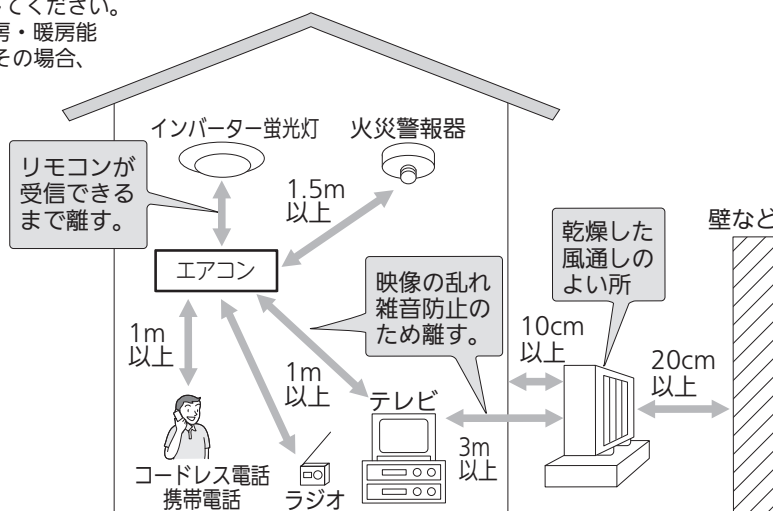 てください。
房・暖房能
その場合、
インバーター蛍光灯
火災警報器
リモコンが
受信できる
まで離す。
1.5m
以上
エアコン
乾燥した
風通しの
よい所
壁など
映像の乱れ
雑音防止の
ため離す。
1m
以上
10cm
以上
20cm
以上
1m
以上
テレビ
3m
以上
コードレス電話
携帯電話
ラジオ